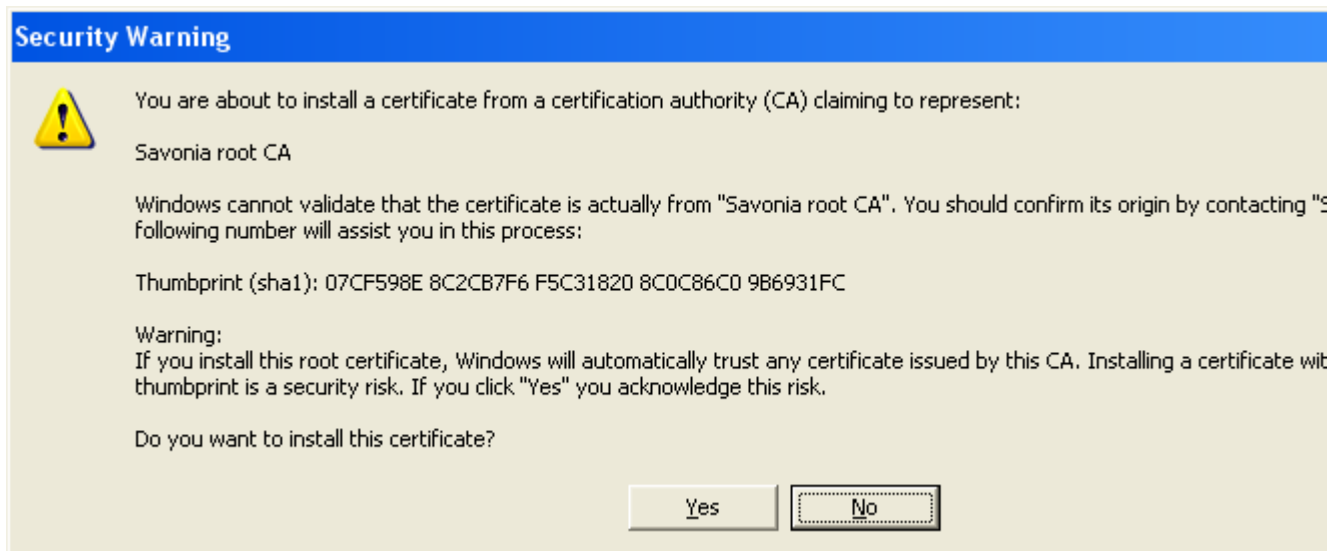 Security Warning
You are about to install a certificate from a certification authority (CA) claiming to represent:
Savonia root CA
Windows cannot validate that the certificate is actually from "Savonia root CA". You should confirm its origin by contacting "S
following number will assist you in this process:
Thumbprint (sha1): 07CF598E 8C2CB7F6 F5C31820 8C0C86C0 9B6931FC
Warning:
If you install this root certificate, Windows will automatically trust any certificate issued by this CA. Installing a certificate wit
thumbprint is a security risk. If you click "Yes" you acknowledge this risk.
Do you want to install this certificate?
Yes
No